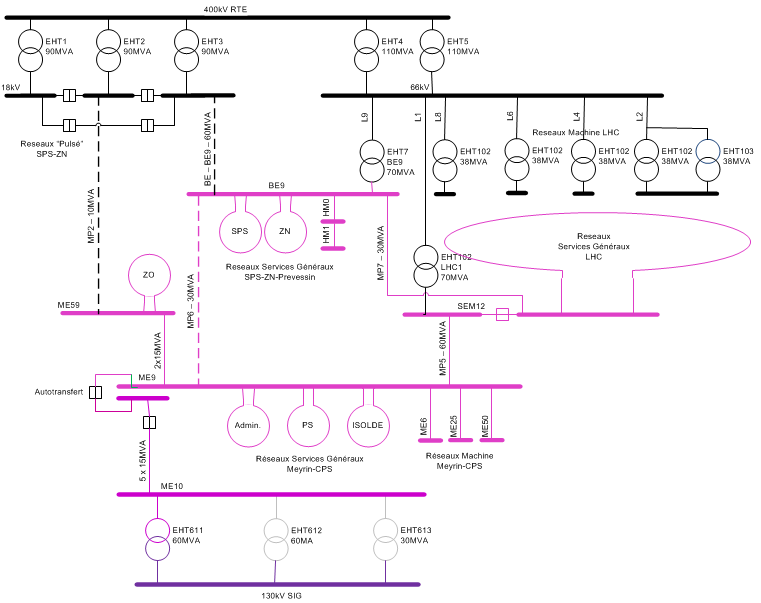 400kV RTE
EHT1
90MVA
EHT2
90MVA
EHT3
90MVA
EHT4
110MVA
EHT5
110MVA
18kV
66kV
Reseaux "Pulsé"
SPS-ZN
MP2 – 10MVA
BE – BE9 – 60MVA
L9
L1
L8
L6
L4
L2
Reseaux Machine LHC
EHT7
BE9
70MVA
EHT102
38MVA
EHT102
38MVA
EHT102
38MVA
EHT102
38MVA
EHT103
38MVA
BE9
SPS
ZN
HM0
HM1
Reseaux Services Généraux
SPS-ZN-Prevessin
MP7 – 30MVA
EHT102
LHC1
70MVA
Reseaux
Services Généraux
LHC
ZO
ME59
MP6 – 30MVA
SEM12
2x15MVA
MP5 – 60MVA
ME9
Autotransfert
Admin.
PS
ISOLDE
ME6
ME25
ME50
Réseaux Services Généraux
Meyrin-CPS
Réseaux Machine
Meyrin-CPS
5 x 15MVA
ME10
EHT611
60MVA
EHT612
60MA
EHT613
30MVA
130kV SIG